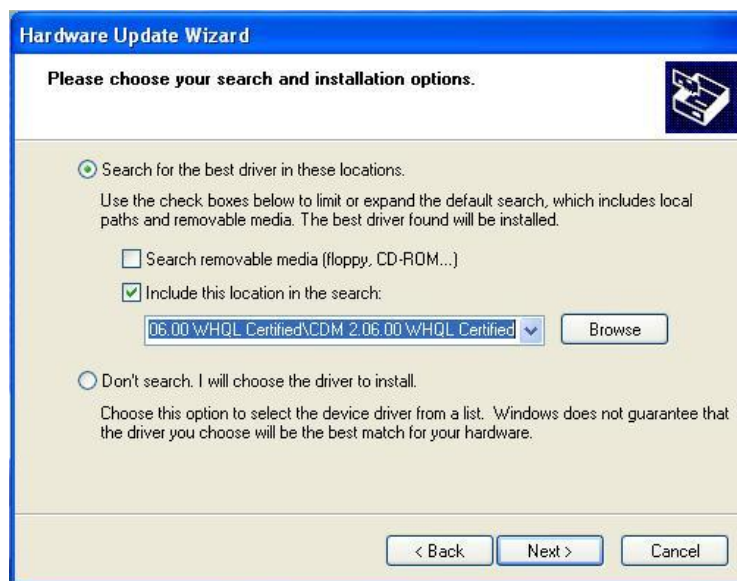 Hardware Update Wizard
Please choose your search and installation options.
Search for the best driver in these locations.
Use the check boxes below to limit or expand the default search, which includes local
paths and removable media. The best driver found will be installed.
Search removable media (floppy, CD-ROM...)
Include this location in the search:
06.00 WHQL Certified\CDM 2.06.00 WHQL Certified
Browse
Don't search. I will choose the driver to install.
Choose this option to select the device driver from a list. Windows does not guarantee that
the driver you choose will be the best match for your hardware.
< Back
Next >
Cancel